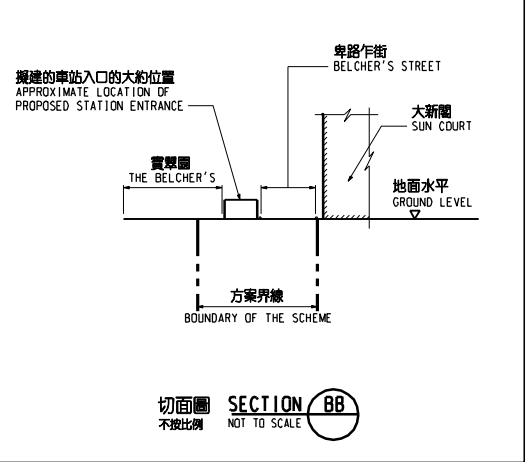 卑路乍街
BELCHER'S STREET
擬建的車站入口的大約位置
APPROXIMATE LOCATION OF
PROPOSED STATION ENTRANCE
大新閣
SUN COURT
寶翠園
THE BELCHER'S
地面水平
GROUND LEVEL
方案界線
BOUNDARY OF THE SCHEME
切面圖 SECTION BB
不按比例 NOT TO SCALE